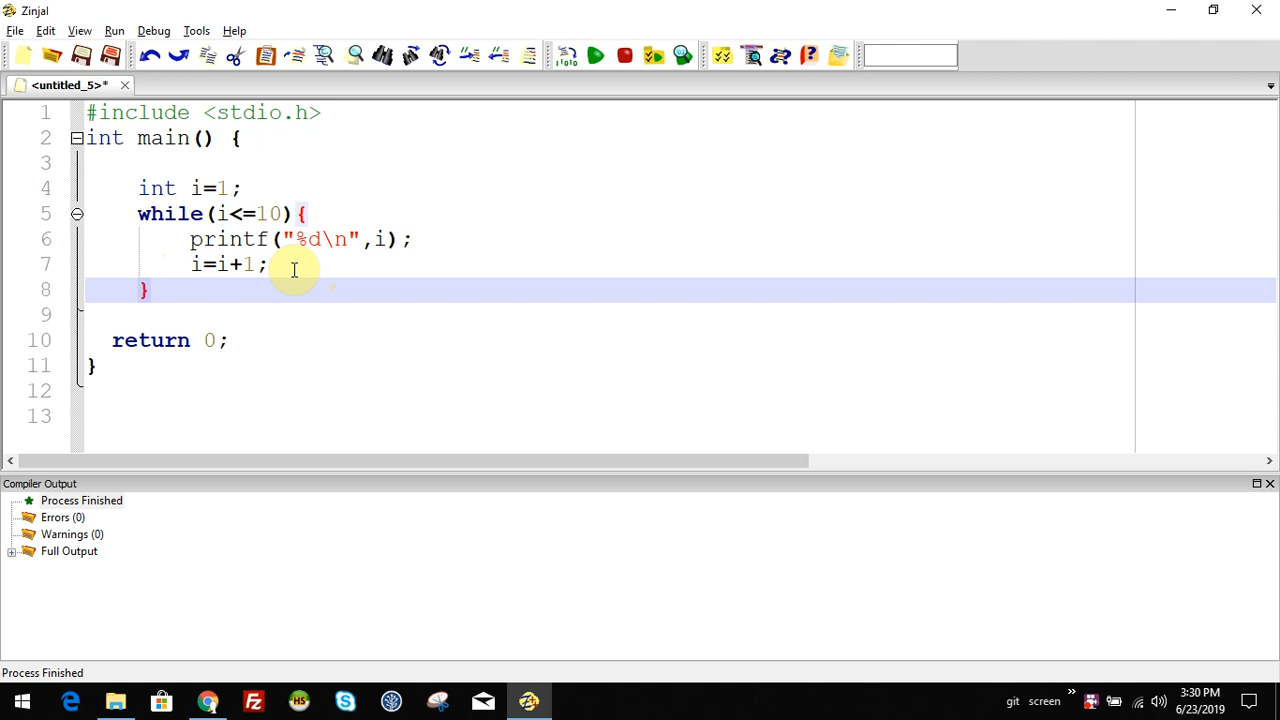 Zinjal
File Edit View Run Debug Tools Help
<untitled_5>*
1 #include <stdio.h>
2 int main() {
3
4 int i=1;
5 while(i<=10){
6 printf("%d\n",i);
7 i=i+1;
8 }
9
10 return 0;
11 }
12
13
Compiler Output
Process Finished
Errors (0)
Warnings (0)
Full Output
Process Finished
git screen
3:30 PM
6/23/2019